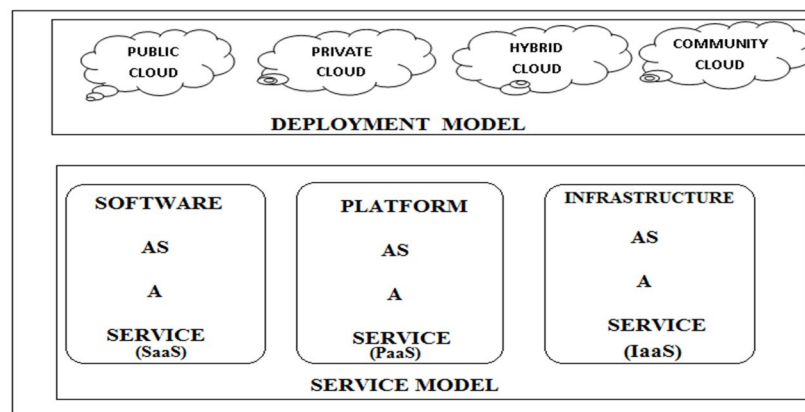 PUBLIC
CLOUD
PRIVATE
CLOUD
HYBRID
CLOUD
COMMUNITY
CLOUD
DEPLOYMENT MODEL
SOFTWARE
AS
A
SERVICE
(SaaS)
PLATFORM
AS
A
SERVICE
(PaaS)
INFRASTRUCTURE
AS
A
SERVICE
(IaaS)
SERVICE MODEL